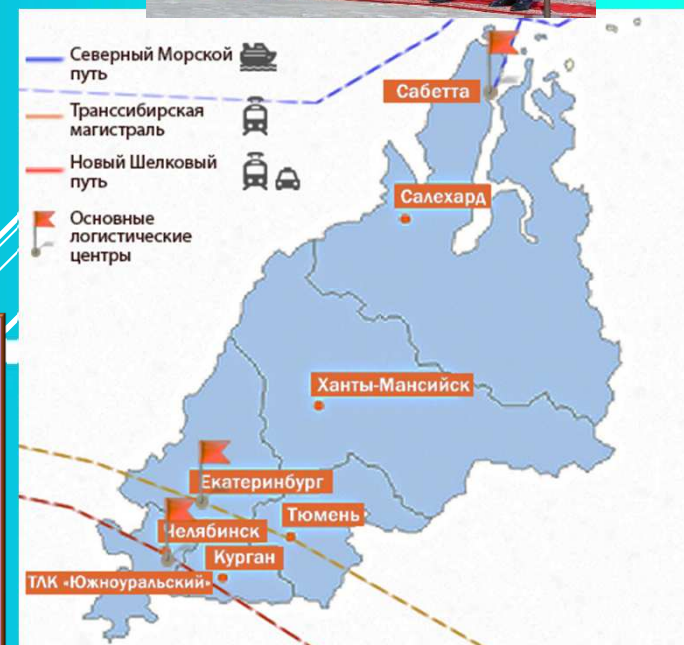 Северный Морской
путь
Транссибирская
магистраль
Новый Шелковый
путь
Основные
логистические
центры
Сабетта
Салехард
Ханты-Мансийск
Екатеринбург
Тюмень
Челябинск
Курган
ТЛК «Южноуральский»